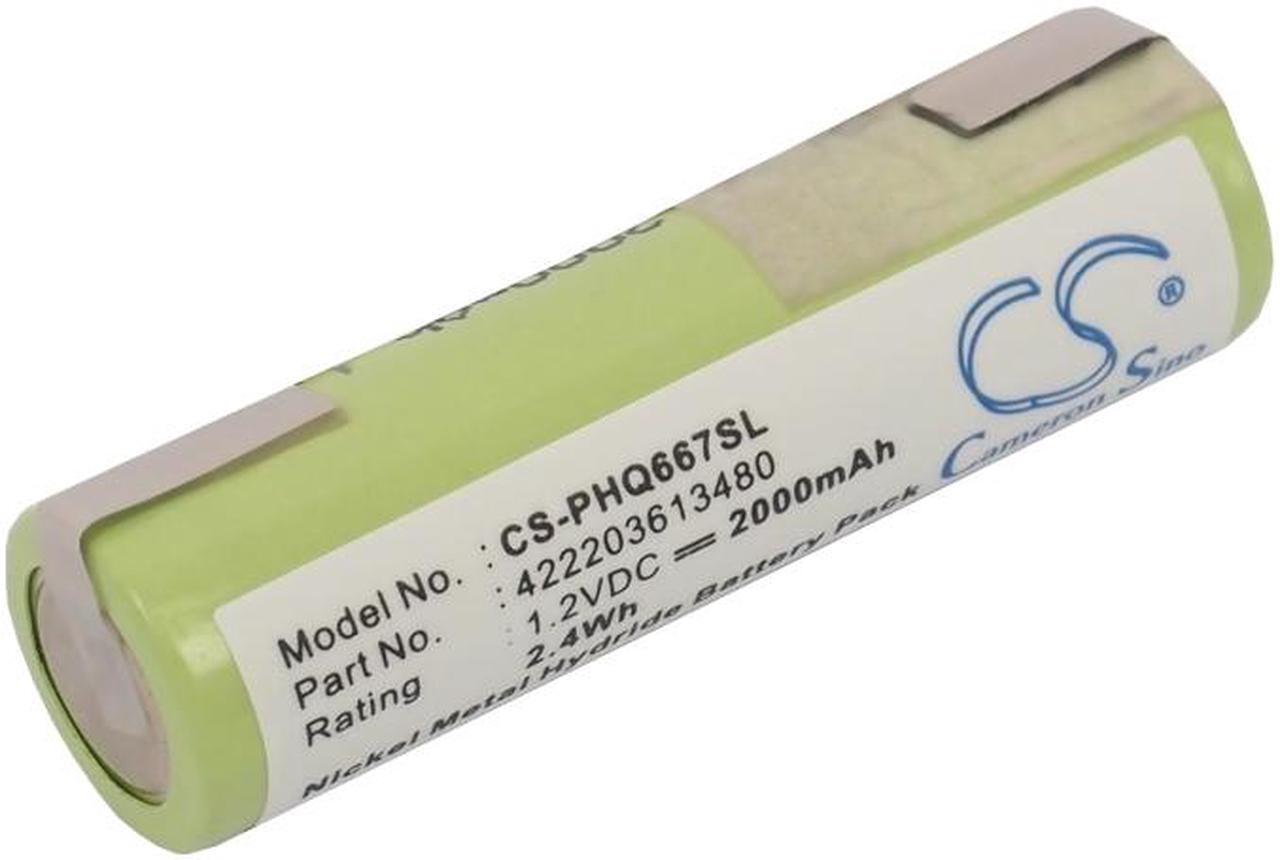 Model No. : CS-PHQ667SL
Part No. : 422203613480
Rating : 1.2VDC ⎓ 2000mAh
2.4Wh
Nickel Metal Hydride Battery Pack
CS®
Cameron Sino